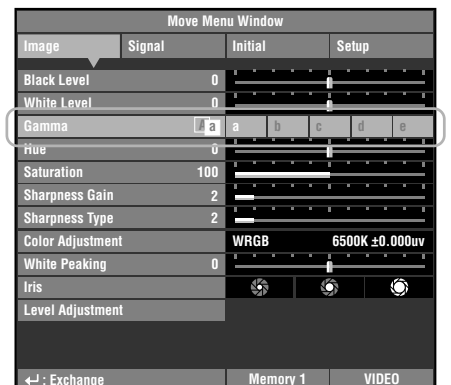 Move Menu Window
Image Signal Initial Setup
Black Level 0
White Level 0
Gamma A a a b c d e
Hue 0
Saturation 100
Sharpness Gain 2
Sharpness Type 2
Color Adjustment WRGB 6500K ±0.000uv
White Peaking 0
Iris
Level Adjustment
↵ : Exchange Memory 1 VIDEO